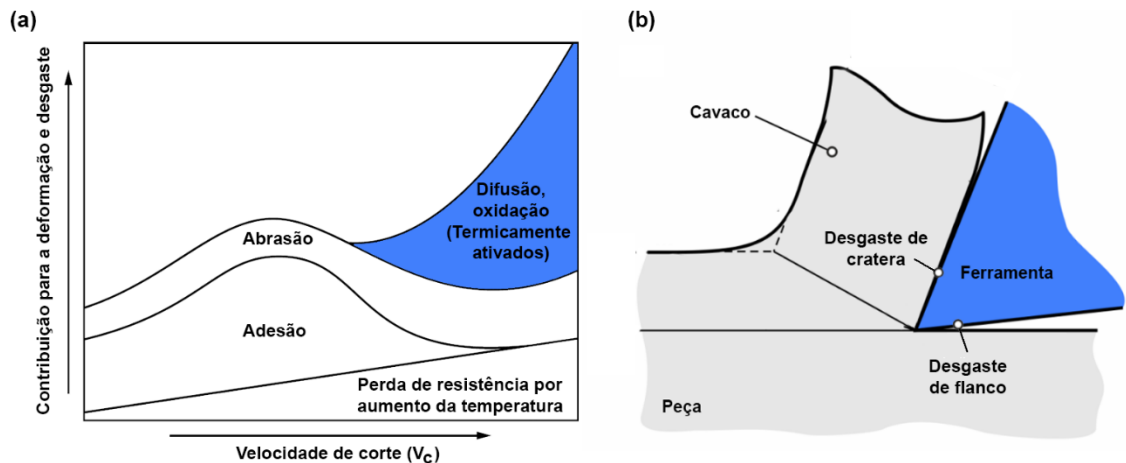 (a)
Contribuição para a deformação e desgaste
Abrasão
Adesão
Difusão,
oxidação
(Termicamente
ativados)
Perda de resistência por
aumento da temperatura
Velocidade de corte (V_C)
(b)
Cavaco
Desgaste de
cratera
Ferramenta
Desgaste
de flanco
Peça